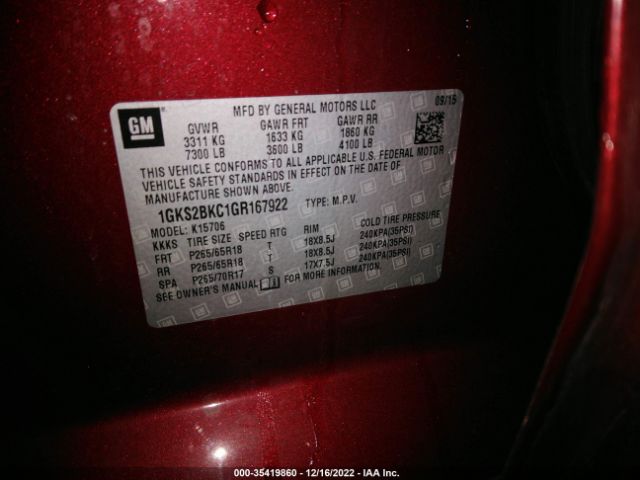 GM
MFD BY GENERAL MOTORS LLC
09/15
GVWR GAWR FRT GAWR RR
3311 KG 1633 KG 1860 KG
7300 LB 3600 LB 4100 LB
THIS VEHICLE CONFORMS TO ALL APPLICABLE U.S. FEDERAL MOTOR
VEHICLE SAFETY STANDARDS IN EFFECT ON THE DATE OF
MANUFACTURE SHOWN ABOVE.
1GKS2BKC1GR167922 TYPE: M.P.V.
MODEL: K15706
KKKS TIRE SIZE SPEED RTG RIM COLD TIRE PRESSURE
FRT P265/65R18 T 18X8.5J 240KPA(35PSI)
RR P265/65R18 T 18X8.5J 240KPA(35PSI)
SPA P265/70R17 S 17X7.5J 240KPA(35PSI)
SEE OWNER'S MANUAL FOR MORE INFORMATION.
000-35419860 - 12/16/2022 - IAA Inc.